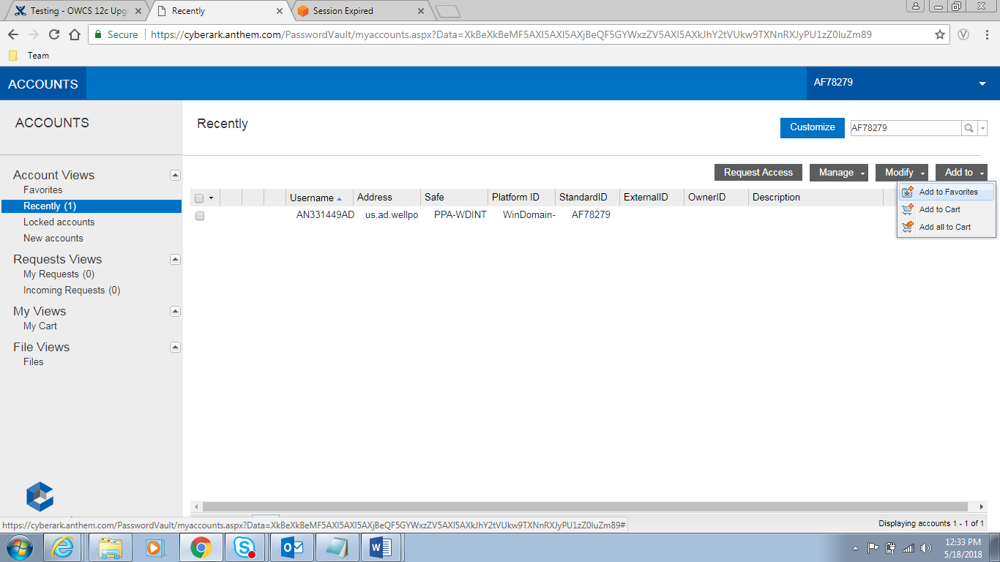 Testing - OWCS 12c Upgr
Recently
Session Expired
Secure
https://cyberark.anthem.com/PasswordVault/myaccounts.aspx?Data=XkBeXkBeMF5AXl5AXl5AXjBeQF5GYWxzZV5AXl5AXkJhY2tVUkw9TXNnRXJyPU1zZ0luZm89
Team
ACCOUNTS
AF78279
ACCOUNTS
Recently
Customize
AF78279
Request Access
Manage
Modify
Add to
Account Views
Favorites
Recently (1)
Locked accounts
New accounts
Requests Views
My Requests (0)
Incoming Requests (0)
My Views
My Cart
File Views
Files
Username Address Safe Platform ID StandardID ExternalID OwnerID Description
AN331449AD us.ad.wellpo PPA-WDINT WinDomain- AF78279
Add to Favorites
Add to Cart
Add all to Cart
https://cyberark.anthem.com/PasswordVault/myaccounts.aspx?Data=XkBeXkBeMF5AXl5AXl5AXjBeQF5GYWxzZV5AXl5AXkJhY2tVUkw9TXNnRXJyPU1zZ0luZm89#
Displaying accounts 1 - 1 of 1
12:33 PM
5/18/2018